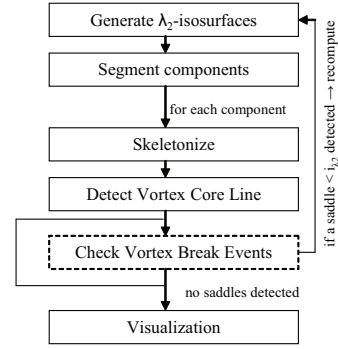 Generate λ₂-isosurfaces
Segment components
for each component
Skeletonize
Detect Vortex Core Line
Check Vortex Break Events
no saddles detected
Visualization
if a saddle < iλ2 detected → recompute